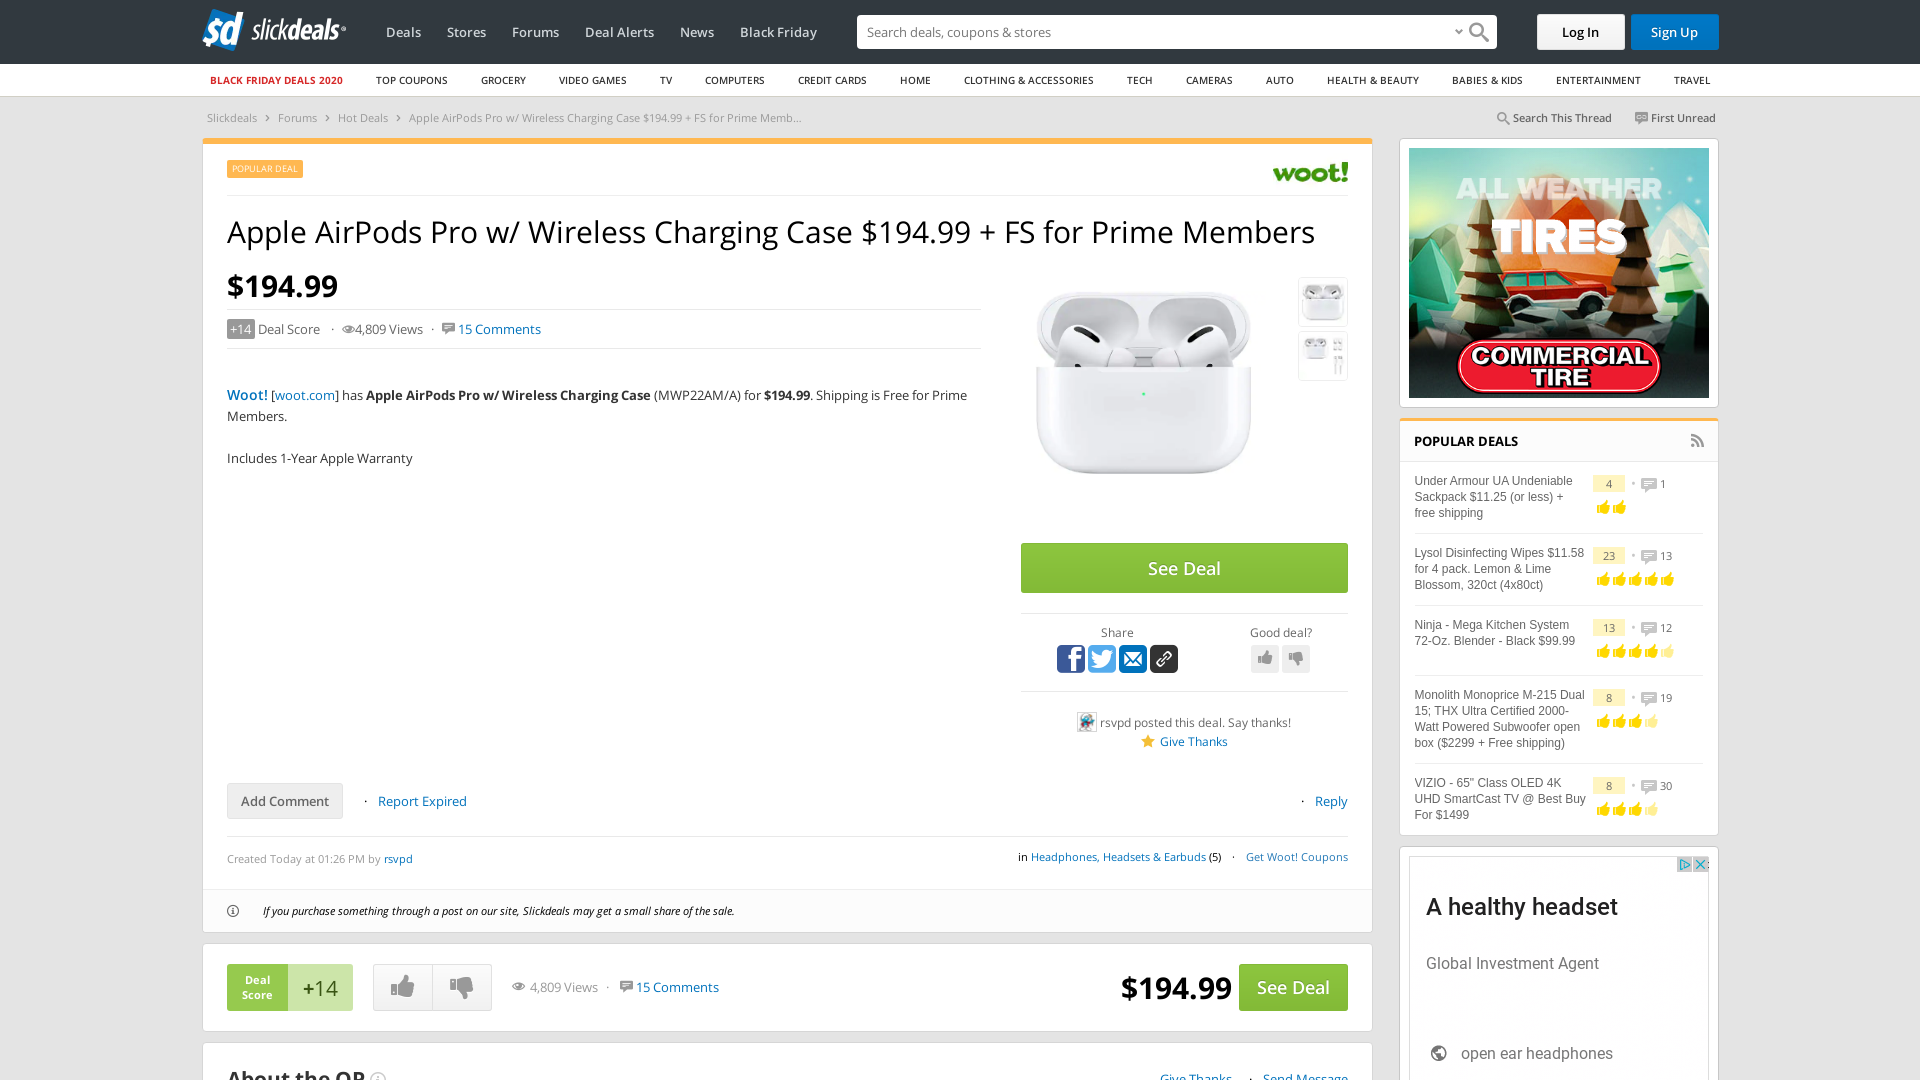 slickdeals
Deals
Stores
Forums
Deal Alerts
News
Black Friday
Search deals, coupons & stores
Log In
Sign Up
BLACK FRIDAY DEALS 2020
TOP COUPONS
GROCERY
VIDEO GAMES
TV
COMPUTERS
CREDIT CARDS
HOME
CLOTHING & ACCESSORIES
TECH
CAMERAS
AUTO
HEALTH & BEAUTY
BABIES & KIDS
ENTERTAINMENT
TRAVEL
Slickdeals > Forums > Hot Deals > Apple AirPods Pro w/ Wireless Charging Case $194.99 + FS for Prime Memb...
Search This Thread
First Unread
POPULAR DEAL
woot!
Apple AirPods Pro w/ Wireless Charging Case $194.99 + FS for Prime Members
$194.99
+14 Deal Score · 4,809 Views · 15 Comments
Woot! [woot.com] has Apple AirPods Pro w/ Wireless Charging Case (MWP22AM/A) for $194.99. Shipping is Free for Prime
Members.
Includes 1-Year Apple Warranty
See Deal
Share
Good deal?
rsvpd posted this deal. Say thanks!
Give Thanks
Add Comment
· Report Expired
· Reply
Created Today at 01:26 PM by rsvpd
in Headphones, Headsets & Earbuds (5) · Get Woot! Coupons
If you purchase something through a post on our site, Slickdeals may get a small share of the sale.
Deal
Score
+14
4,809 Views · 15 Comments
$194.99
See Deal
About the OP
Give Thanks · Send Message
ALL WEATHER
TIRES
COMMERCIAL
TIRE
POPULAR DEALS
Under Armour UA Undeniable
Sackpack $11.25 (or less) +
free shipping
4 · 1
Lysol Disinfecting Wipes $11.58
for 4 pack. Lemon & Lime
Blossom, 320ct (4x80ct)
23 · 13
Ninja - Mega Kitchen System
72-Oz. Blender - Black $99.99
13 · 12
Monolith Monoprice M-215 Dual
15; THX Ultra Certified 2000-
Watt Powered Subwoofer open
box ($2299 + Free shipping)
8 · 19
VIZIO - 65" Class OLED 4K
UHD SmartCast TV @ Best Buy
For $1499
8 · 30
A healthy headset
Global Investment Agent
open ear headphones